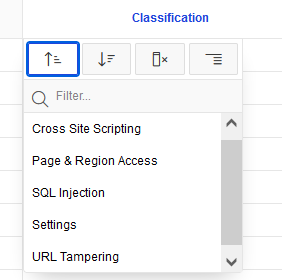 Classification
Filter...
Cross Site Scripting
Page & Region Access
SQL Injection
Settings
URL Tampering